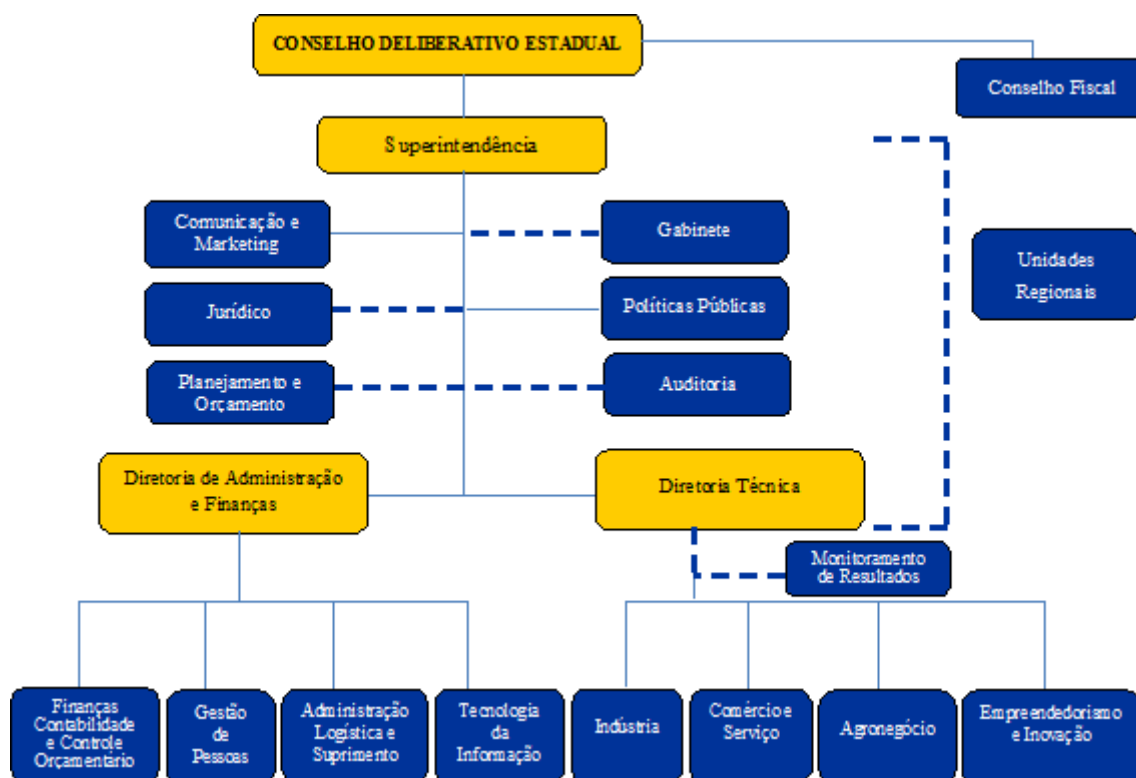 CONSELHO DELIBERATIVO ESTADUAL
Conselho Fiscal
Superintendência
Comunicação e
Marketing
Gabinete
Unidades
Regionais
Jurídico
Políticas Públicas
Planejamento e
Orçamento
Auditoria
Diretoria de Administração
e Finanças
Diretoria Técnica
Monitoramento
de Resultados
Finanças
Contabilidade
e Controle
Orçamentário
Gestão
de
Pessoas
Administração
Logística e
Suprimento
Tecnologia
da
Informação
Indústria
Comércio e
Serviço
Agronegócio
Empreendedorismo
e Inovação